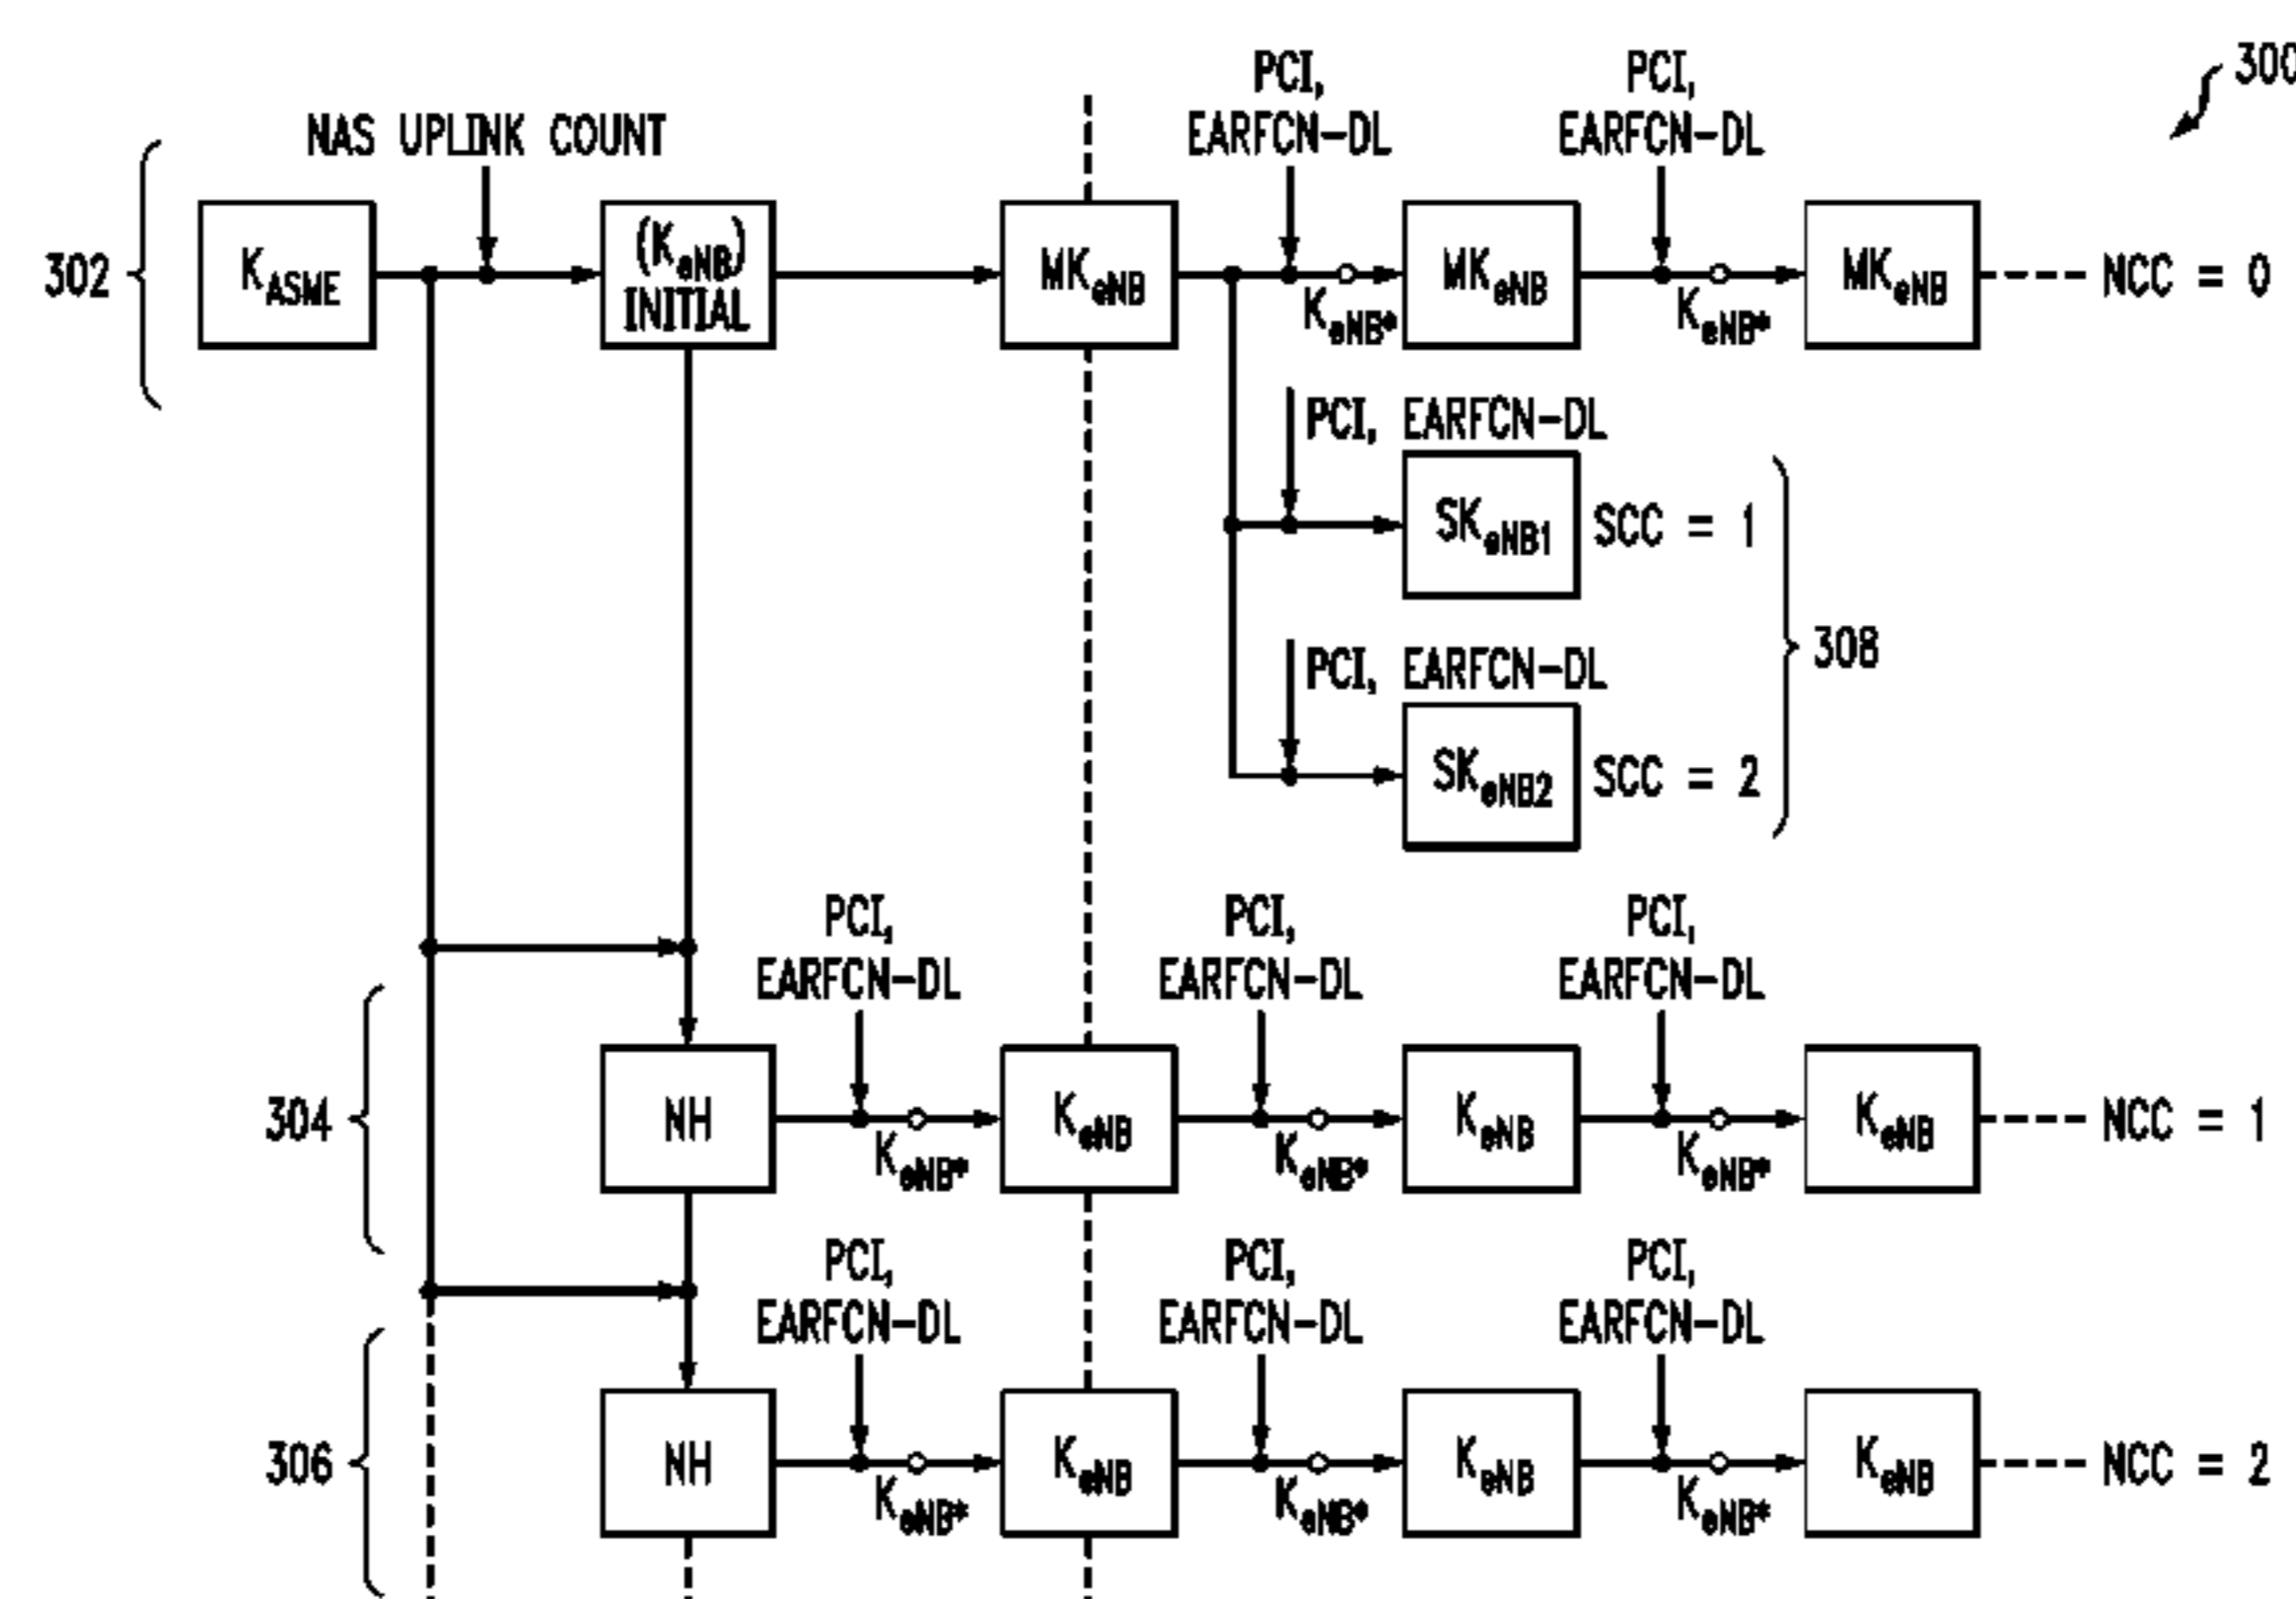 300
PCI,
EARFCN-DL
PCI,
EARFCN-DL
NAS UPLINK COUNT
302
KASME
(KeNB)
INITIAL
MKeNB
KeNB*
MKeNB
KeNB*
MKeNB
NCC = 0
PCI, EARFCN-DL
SKeNB1
SCC = 1
PCI, EARFCN-DL
SKeNB2
SCC = 2
308
PCI,
EARFCN-DL
PCI,
EARFCN-DL
PCI,
EARFCN-DL
304
NH
KeNB*
KeNB
KeNB*
KeNB
KeNB*
KeNB
NCC = 1
PCI,
EARFCN-DL
PCI,
EARFCN-DL
PCI,
EARFCN-DL
306
NH
KeNB*
KeNB
KeNB*
KeNB
KeNB*
KeNB
NCC = 2